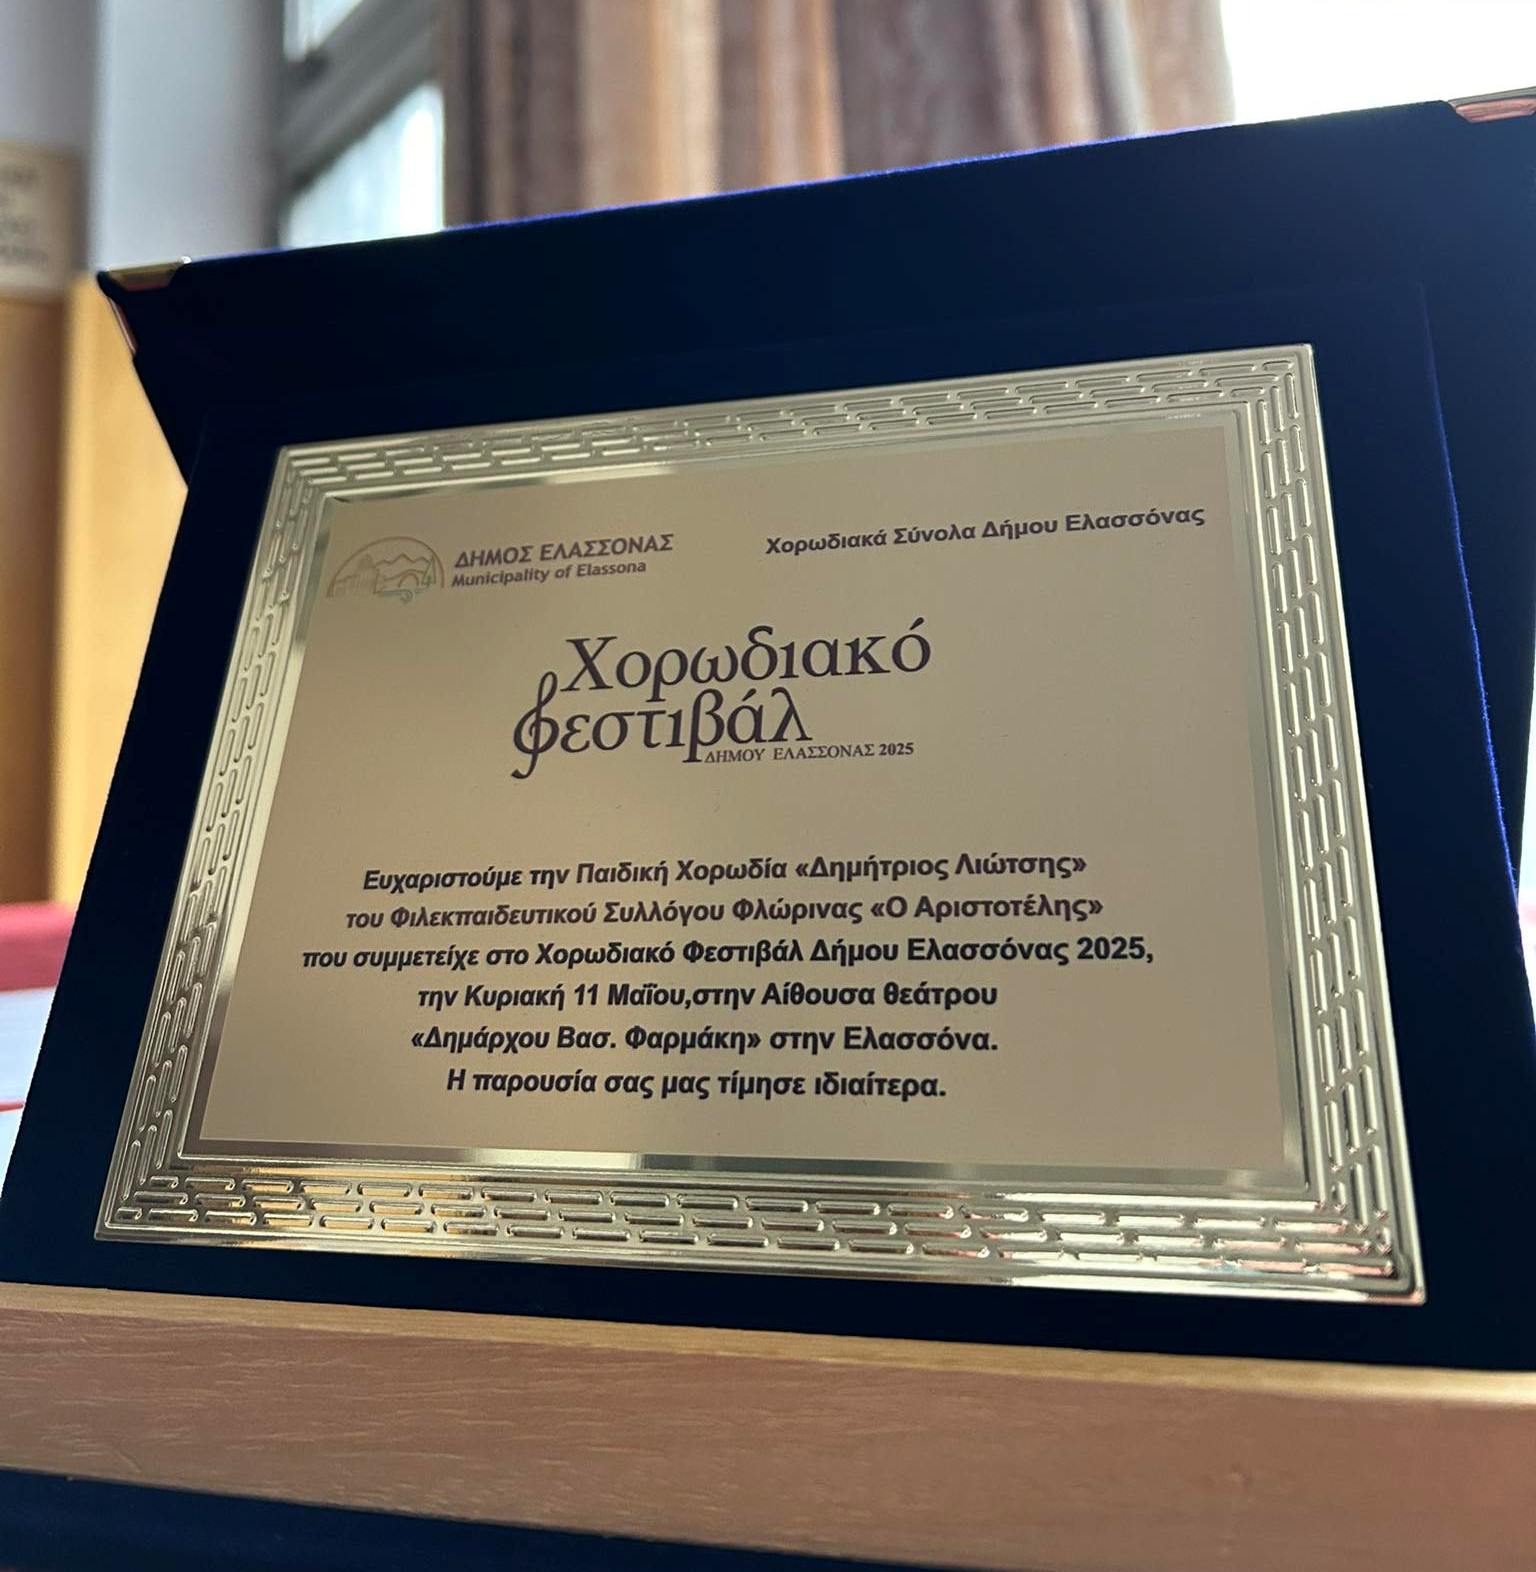 ΔΗΜΟΣ ΕΛΑΣΣΟΝΑΣ
Municipality of Elassona
Χορωδιακά Σύνολα Δήμου Ελασσόνας
Χορωδιακό
Φεστιβάλ
ΔΗΜΟΥ ΕΛΑΣΣΟΝΑΣ 2025
Ευχαριστούμε την Παιδική Χορωδία «Δημήτριος Λιώτσης»
του Φιλεκπαιδευτικού Συλλόγου Φλώρινας «Ο Αριστοτέλης»
που συμμετείχε στο Χορωδιακό Φεστιβάλ Δήμου Ελασσόνας 2025,
την Κυριακή 11 Μαΐου,στην Αίθουσα θεάτρου
«Δημάρχου Βασ. Φαρμάκη» στην Ελασσόνα.
Η παρουσία σας μας τίμησε ιδιαίτερα.